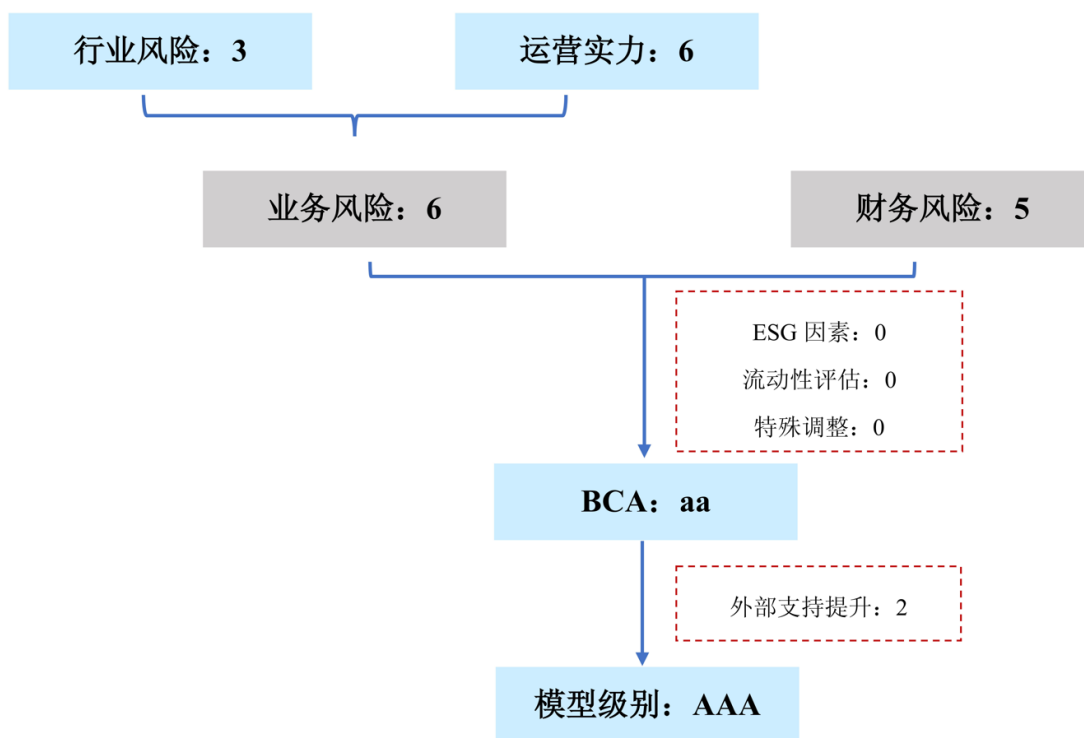 行业风险：3
运营实力：6
业务风险：6
财务风险：5
ESG 因素：0
流动性评估：0
特殊调整：0
BCA：aa
外部支持提升：2
模型级别：AAA